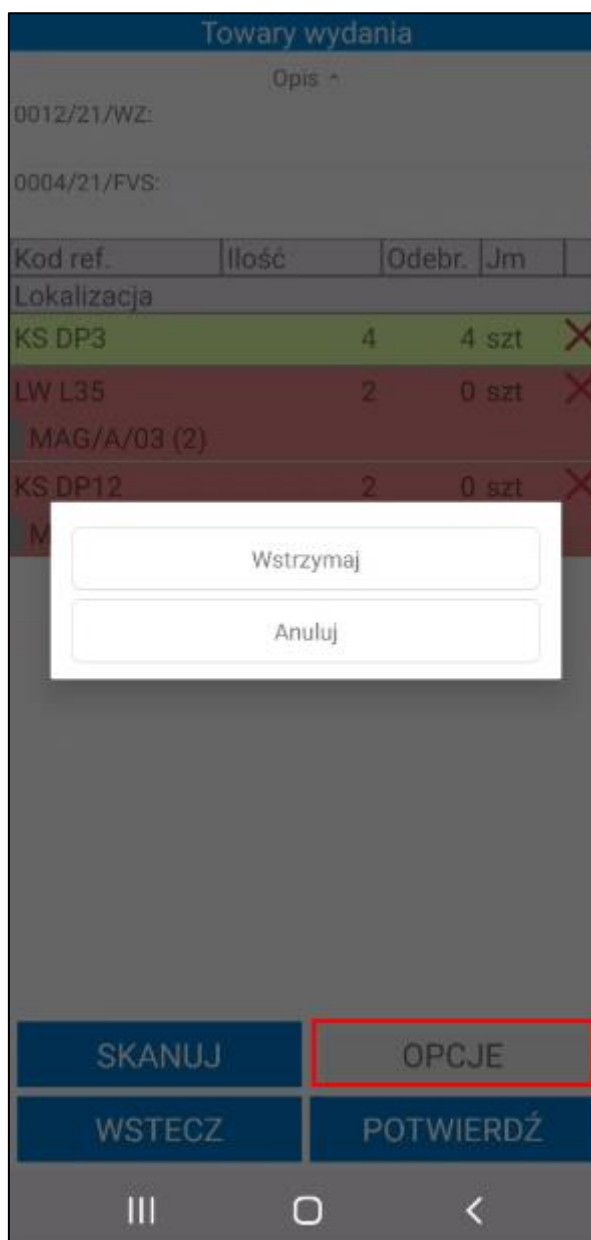 Towary wydania
Opis ^
0012/21/WZ:
0004/21/FVS:
Kod ref. Ilość Odebr. Jm
Lokalizacja
KS DP3 4 4 szt
LW L35 2 0 szt
MAG/A/03 (2)
KS DP12 2 0 szt
M
Wstrzymaj
Anuluj
SKANUJ OPCJE
WSTECZ POTWIERDŹ